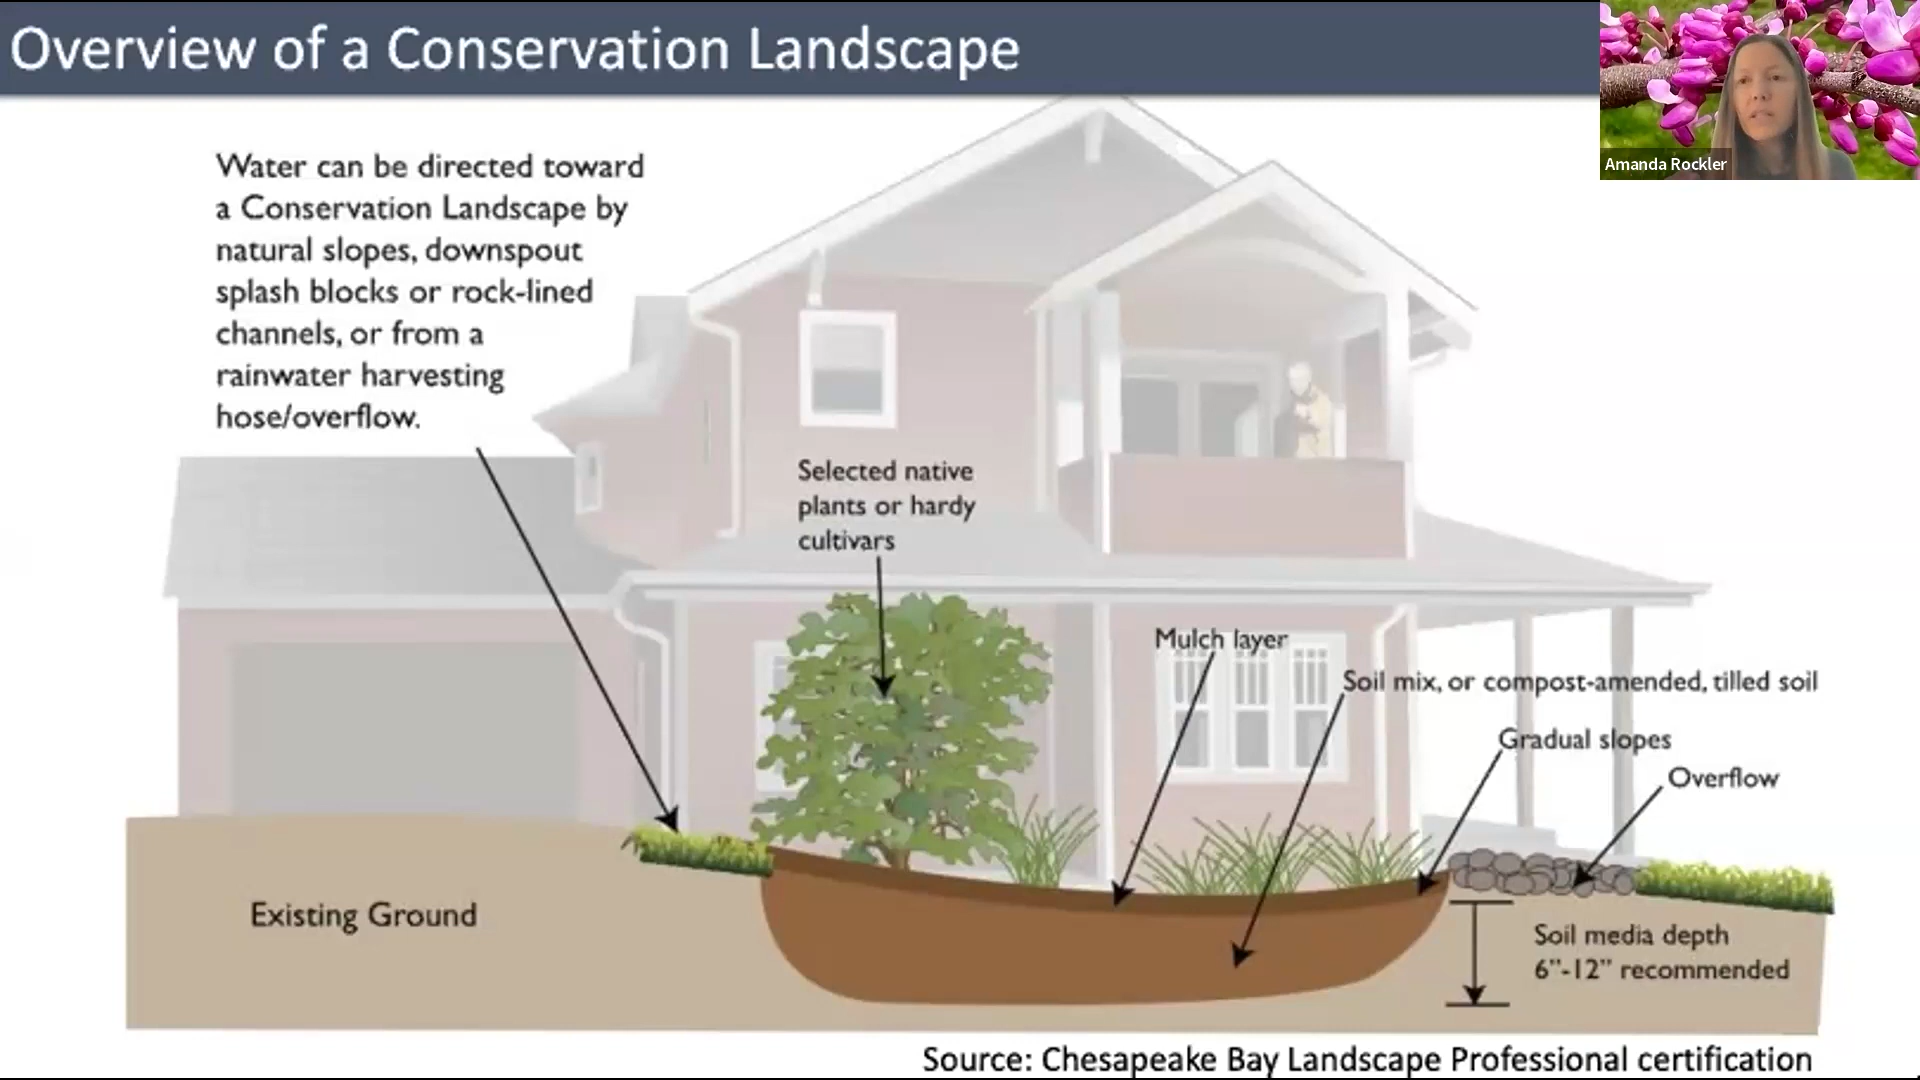 Overview of a Conservation Landscape
Amanda Rockler
Water can be directed toward
a Conservation Landscape by
natural slopes, downspout
splash blocks or rock-lined
channels, or from a
rainwater harvesting
hose/overflow.
Selected native
plants or hardy
cultivars
Mulch layer
Soil mix, or compost-amended, tilled soil
Gradual slopes
Overflow
Existing Ground
Soil media depth
6”-12” recommended
Source: Chesapeake Bay Landscape Professional certification